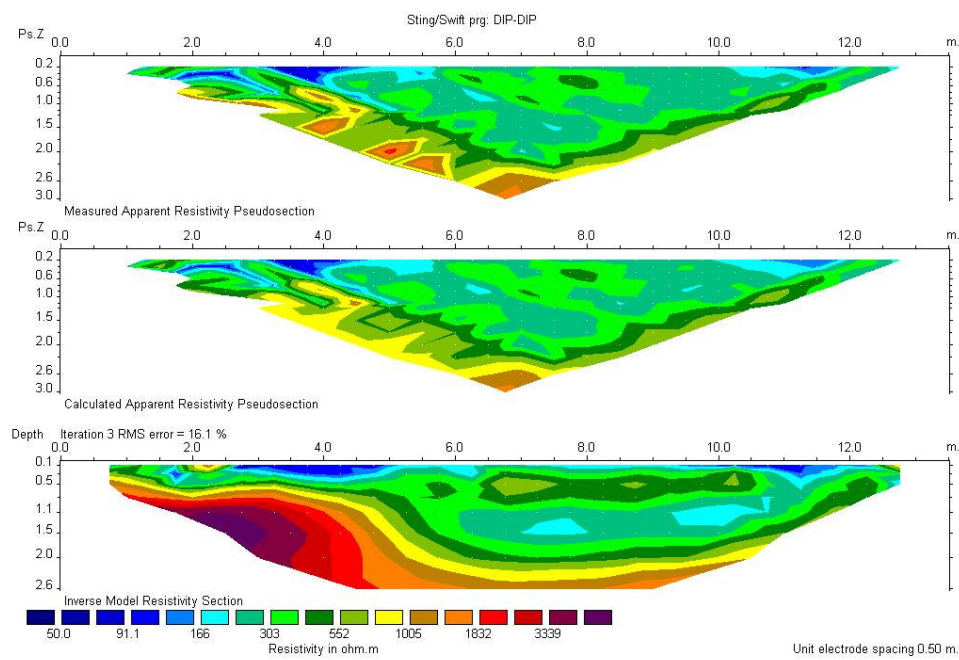 Sting/Swift prg: DIP-DIP
Ps.Z 0.0 2.0 4.0 6.0 8.0 10.0 12.0 m.
0.2
0.6
1.0
1.5
2.0
2.6
3.0
Measured Apparent Resistivity Pseudosection
Ps.Z 0.0 2.0 4.0 6.0 8.0 10.0 12.0 m.
0.2
0.6
1.0
1.5
2.0
2.6
3.0
Calculated Apparent Resistivity Pseudosection
Depth Iteration 3 RMS error = 16.1 %
0.0 2.0 4.0 6.0 8.0 10.0 12.0 m.
0.1
0.5
1.1
1.5
2.0
2.6
Inverse Model Resistivity Section
50.0 91.1 166 303 552 1005 1832 3339
Resistivity in ohm.m Unit electrode spacing 0.50 m.